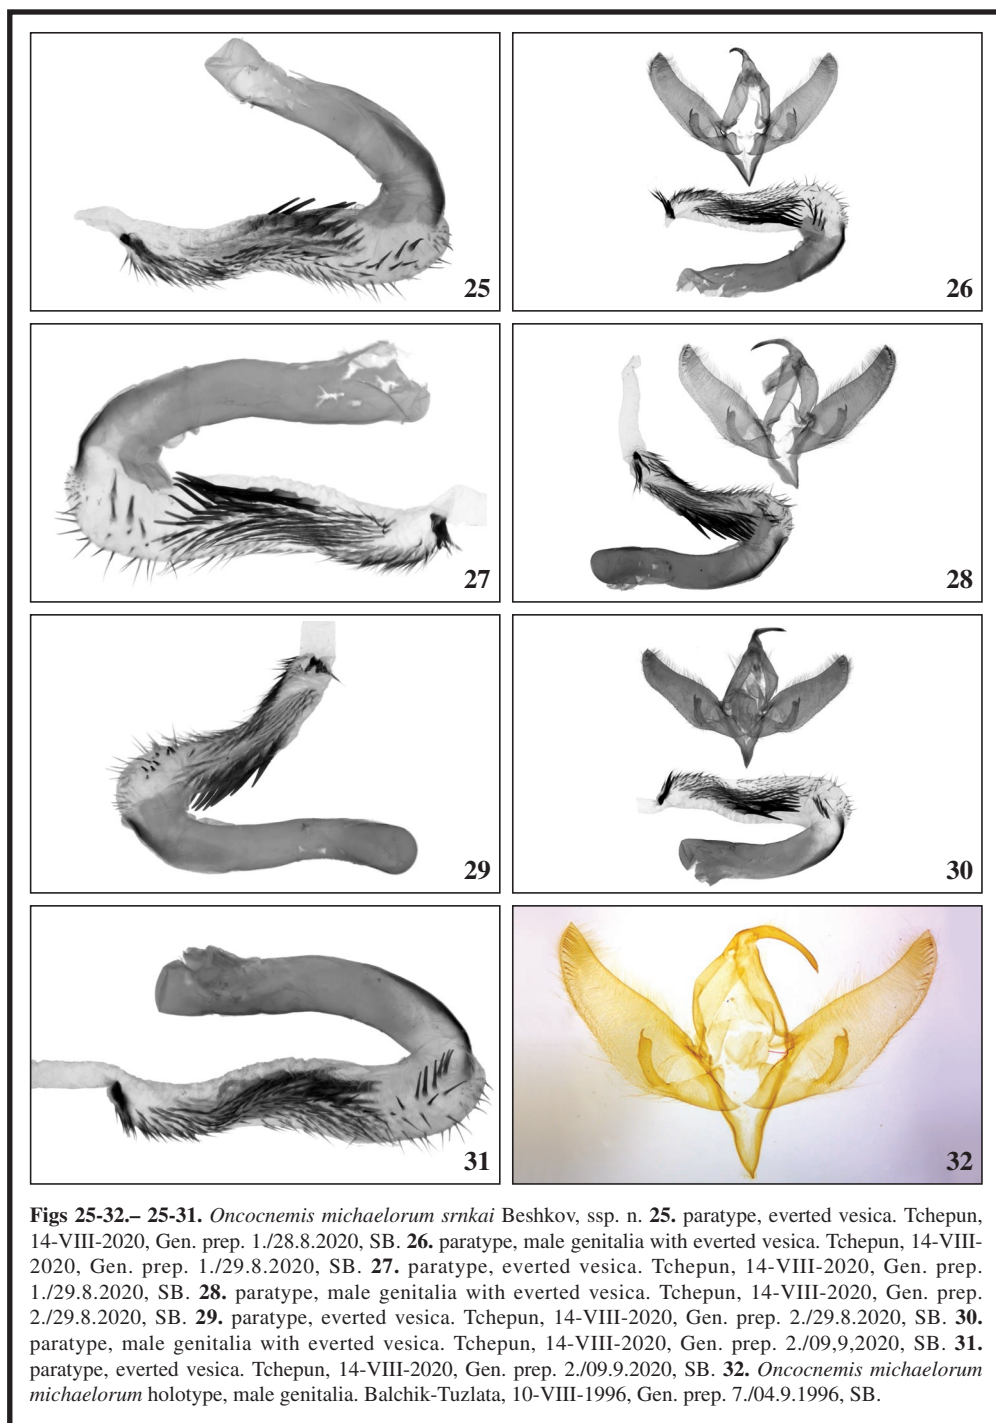 25
26
27
28
29
30
31
32
Figs 25-32.– 25-31. Oncocnemis michaelorum srnkai Beshkov, ssp. n. 25. paratype, everted vesica. Tchepun,
14-VIII-2020, Gen. prep. 1./28.8.2020, SB. 26. paratype, male genitalia with everted vesica. Tchepun, 14-VIII-
2020, Gen. prep. 1./29.8.2020, SB. 27. paratype, everted vesica. Tchepun, 14-VIII-2020, Gen. prep.
1./29.8.2020, SB. 28. paratype, male genitalia with everted vesica. Tchepun, 14-VIII-2020, Gen. prep.
2./29.8.2020, SB. 29. paratype, everted vesica. Tchepun, 14-VIII-2020, Gen. prep. 2./29.8.2020, SB. 30.
paratype, male genitalia with everted vesica. Tchepun, 14-VIII-2020, Gen. prep. 2./09,9,2020, SB. 31.
paratype, everted vesica. Tchepun, 14-VIII-2020, Gen. prep. 2./09.9.2020, SB. 32. Oncocnemis michaelorum
michaelorum holotype, male genitalia. Balchik-Tuzlata, 10-VIII-1996, Gen. prep. 7./04.9.1996, SB.